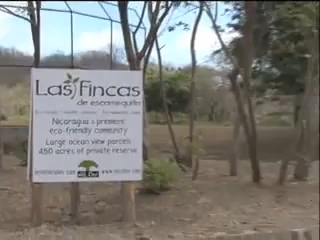 Las Fincas
de escamequita
Nicaragua's premiere
eco-friendly community
Large ocean view parcels
450 acres of private reserve